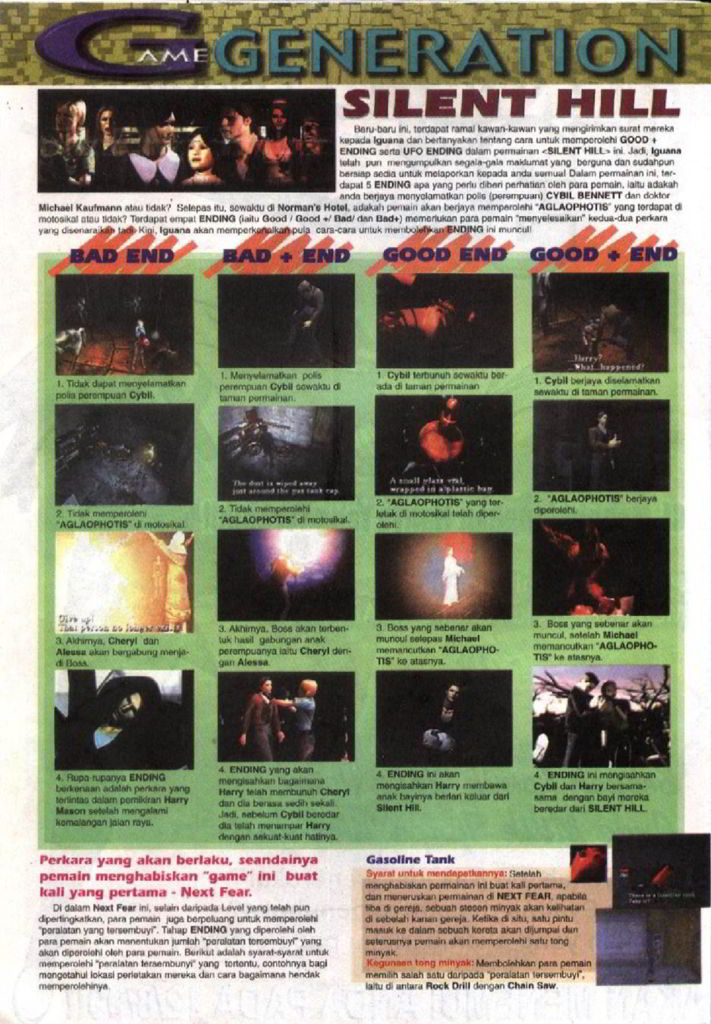 GAME GENERATION
SILENT HILL
Baru-baru ini, terdapat ramai kawan-kawan yang mengirimkan surat mereka
kepada Iguana dan bertanya tentang cara untuk memperolehi GOOD +
ENDING serta UFO ENDING dalam permainan <SILENT HILL> ini. Jadi, Iguana
telah pun mengumpulkan segala-gala maklumat yang berguna dan sudahpun
bersiap sedia untuk melaporkan kepada anda semua! Dalam permainan ini, ter-
dapat 5 ENDING apa yang perlu diberi perhatian oleh para pemain, iaitu adakah
anda berjaya menyelamatkan polis (perempuan) CYBIL BENNETT dan doktor
Michael Kaufmann atau tidak? Selepas itu, sewaktu di Norman's Hotel, adakah pemain akan berjaya memperolehi "AGLAOPHOTIS" yang terdapat di
motosikal atau tidak? Terdapat empat ENDING (iaitu Good / Good +/ Bad/ dan Bad+) memerlukan para pemain "menyelesaikan" kedua-dua perkara
yang disenaraikan tadi. Kini, Iguana akan memperkenalkan pula cara-cara untuk membolehkan ENDING ini muncul!
BAD END
1. Tidak dapat menyelamatkan
polis perempuan Cybil.
2. Tidak memperolehi
"AGLAOPHOTIS" di motosikal.
Give up!
That person no longer exists
3. Akhirnya, Cheryl dan
Alessa akan bergabung menja-
di Boss.
4. Rupa-rupanya ENDING
berkenaan adalah perkara yang
terlintas dalam pemikiran Harry
Mason setelah mengalami
kemalangan jalan raya.
BAD + END
1. Menyelamatkan polis
perempuan Cybil sewaktu di
taman permainan.
The dust is wiped away
just around the gas tank cap.
2. Tidak memperolehi
"AGLAOPHOTIS" di motosikal.
3. Akhirnya, Boss akan terben-
tuk hasil gabungan anak
perempuanya iaitu Cheryl den-
gan Alessa.
4. ENDING yang akan
mengisahkan bagaimana
Harry telah membunuh Cheryl
dan dia berasa sedih sekali.
Jadi, sebelum Cybil beredar
dia telah menampar Harry
dengan sekuat-kuat hatinya.
GOOD END
1. Cybil terbunuh sewaktu ber-
ada di taman permainan
A small glass vial,
wrapped in a plastic bag.
2. "AGLAOPHOTIS" yang ter-
letak di motosikal telah diper-
olehi.
3. Boss yang sebenar akan
muncul selepas Michael
memancutkan "AGLAOPHO-
TIS" ke atasnya.
4. ENDING ini akan
mengisahkan Harry membawa
anak bayinya berlari keluar dari
Silent Hill.
GOOD + END
Harry?
What...happened?
1. Cybil berjaya diselamatkan
sewaktu di taman permainan.
2. "AGLAOPHOTIS" berjaya
diperolehi.
3. Boss yang sebenar akan
muncul, setelah Michael
memancutkan "AGLAOPHO-
TIS" ke atasnya.
4. ENDING ini mengisahkan
Cybil dan Harry bersama-
sama dengan bayi mereka
beredar dari SILENT HILL.
Perkara yang akan berlaku, seandainya
pemain menghabiskan "game" ini buat
kali yang pertama - Next Fear.
Di dalam Next Fear ini, selain daripada Level yang telah pun
dipertingkatkan, para pemain juga berpeluang untuk memperolehi
"peralatan yang tersembuyi". Tahap ENDING yang diperolehi oleh
para pemain akan menentukan jumlah "peralatan tersembuyi" yang
akan diperolehi oleh para pemain. Berikut adalah syarat-syarat untuk
memperolehi "peralatan tersembunyi" yang tertentu, contohnya bagi
mengetahui lokasi perletakan mereka dan cara bagaimana hendak
memperolehinya.
Gasoline Tank
Syarat untuk mendapatkannya: Setelah
menghabiskan permainan ini buat kali pertama,
dan meneruskan permainan di NEXT FEAR, apabila
tiba di gereja, sebuah stesen minyak akan kelihatan
di sebelah kanan gereja. Ketika di situ, satu pintu
masuk ke dalam sebuah kereta akan dijumpai dan
seterusnya pemain akan memperolehi satu tong
minyak.
Kegunaan tong minyak: Membolehkan para pemain
memilih salah satu daripada "peralatan tersembuyi",
iaitu di antara Rock Drill dengan Chain Saw.